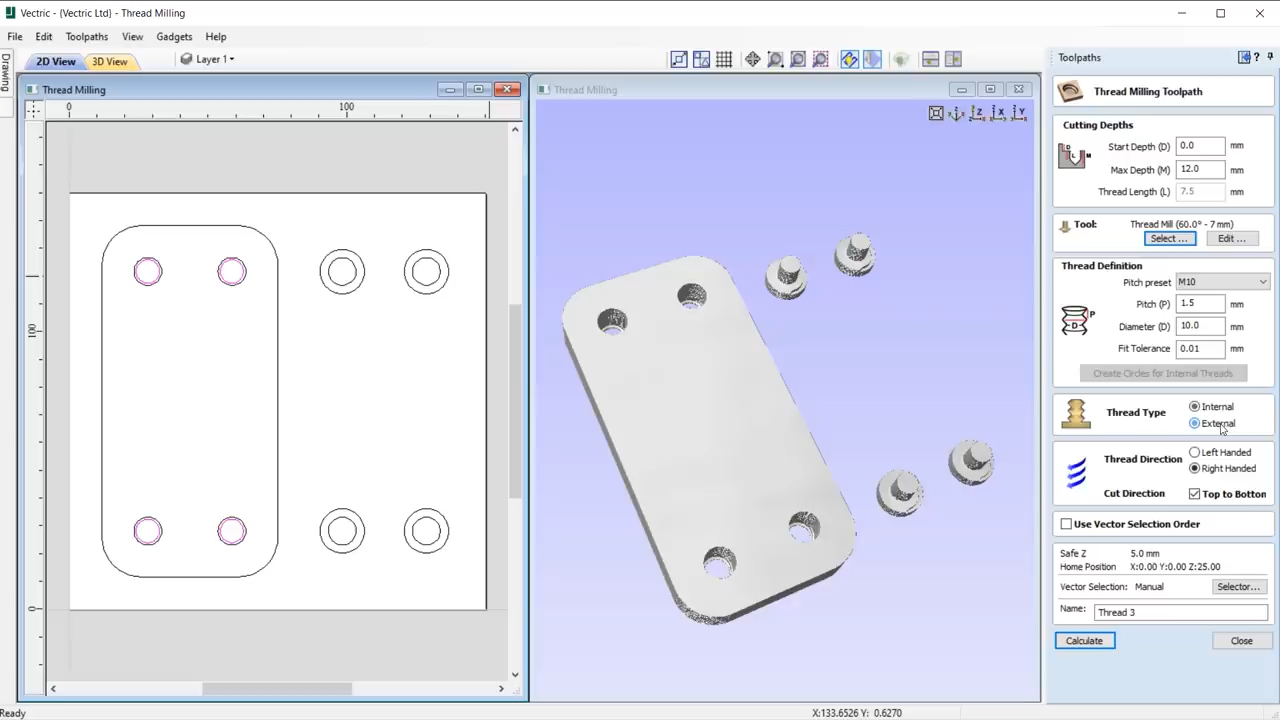 Vectric - {Vectric Ltd} - Thread Milling
File Edit Toolpaths View Gadgets Help
2D View 3D View Layer 1
Drawing
Thread Milling
0 100
100
0
Thread Milling
Z X Y
Toolpaths
?
Thread Milling Toolpath
Cutting Depths
D L M
Start Depth (D) 0.0 mm
Max Depth (M) 12.0 mm
Thread Length (L) 7.5 mm
Tool: Thread Mill (60.0° - 7 mm)
Select ... Edit ...
Thread Definition
Pitch preset M10
Pitch (P) 1.5 mm
P
D
Diameter (D) 10.0 mm
Fit Tolerance 0.01 mm
Create Circles for Internal Threads
Thread Type
Internal
External
Thread Direction
Left Handed
Right Handed
Cut Direction Top to Botton
Use Vector Selection Order
Safe Z 5.0 mm
Home Position X:0.00 Y:0.00 Z:25.00
Vector Selection: Manual Selector...
Name: Thread 3
Calculate Close
Ready X:133.6526 Y: 0.6270